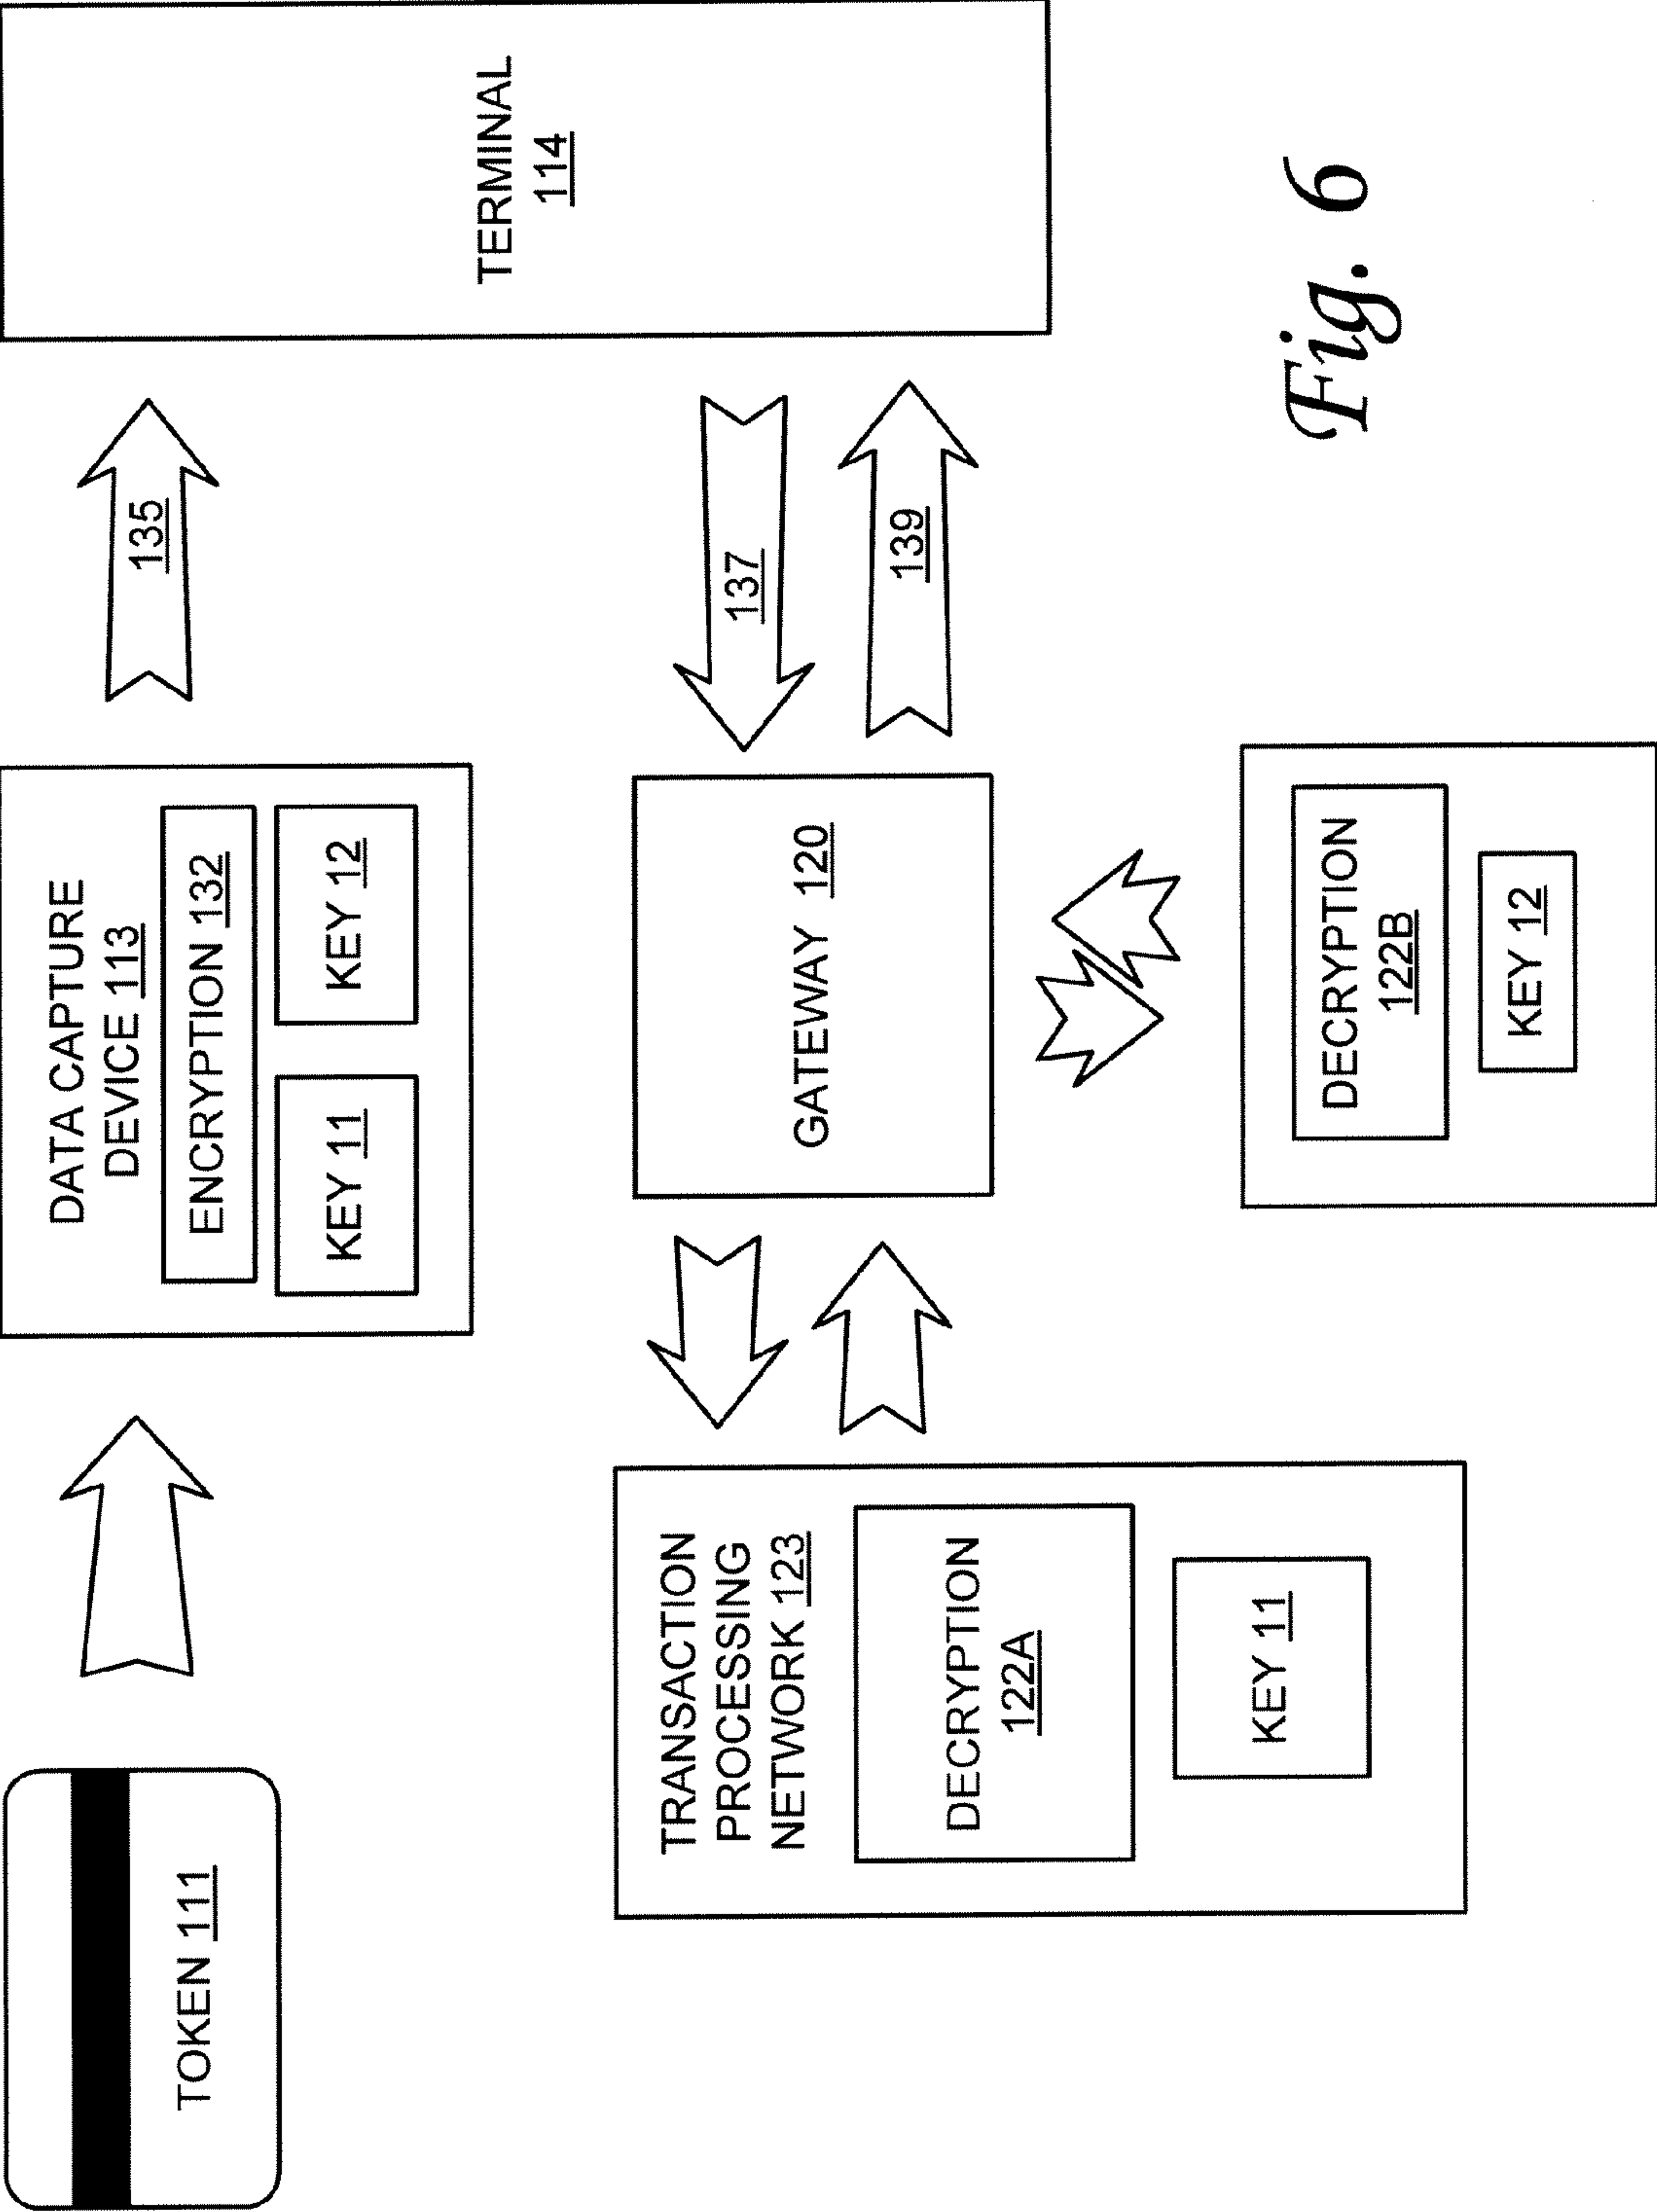 TOKEN 111
DATA CAPTURE
DEVICE 113
ENCRYPTION 132
KEY 11
KEY 12
135
TERMINAL
114
TRANSACTION
PROCESSING
NETWORK 123
DECRYPTION
122A
KEY 11
GATEWAY 120
137
139
DECRYPTION
122B
KEY 12
Fig. 6